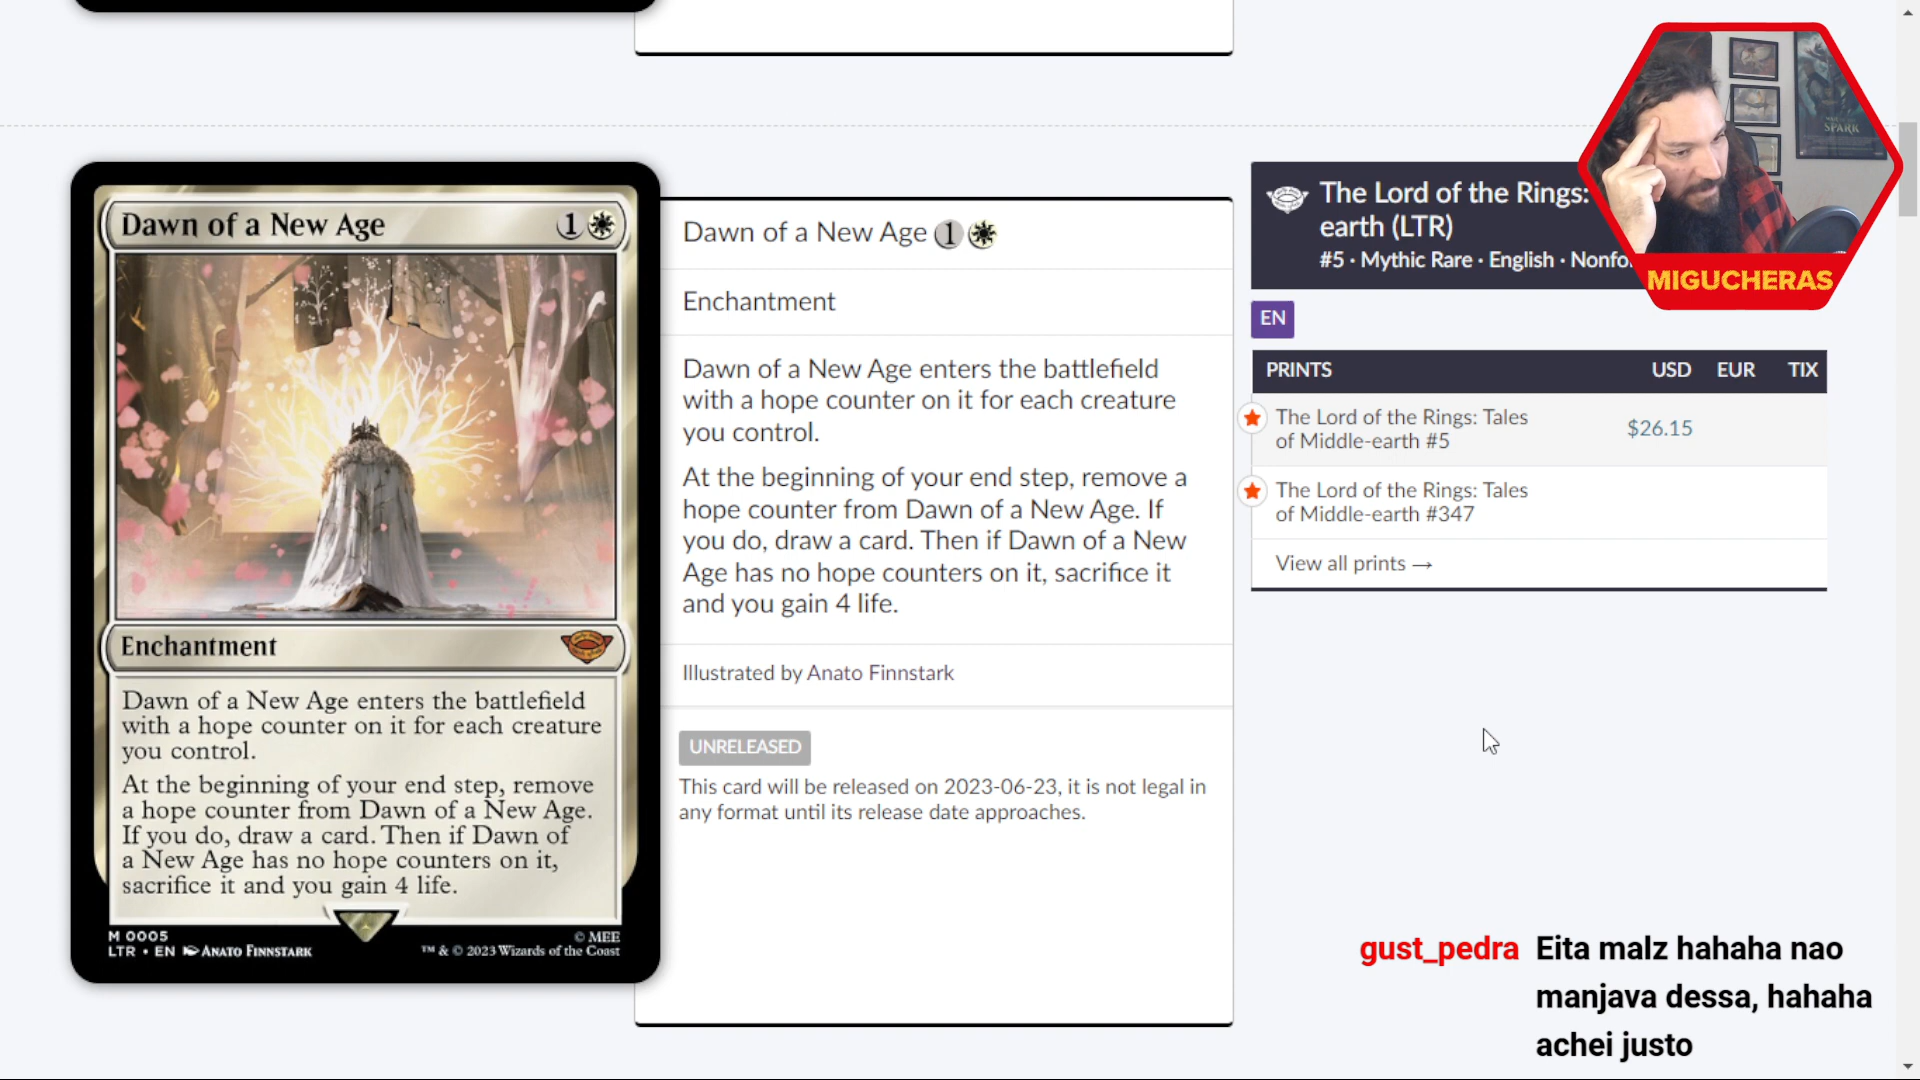 Dawn of a New Age 1
Enchantment
Dawn of a New Age enters the battlefield
with a hope counter on it for each creature
you control.
At the beginning of your end step, remove
a hope counter from Dawn of a New Age.
If you do, draw a card. Then if Dawn of
a New Age has no hope counters on it,
sacrifice it and you gain 4 life.
M 0005
LTR • EN ANATO FINNSTARK
© MEE
™ & © 2023 Wizards of the Coast
Dawn of a New Age 1
Enchantment
Dawn of a New Age enters the battlefield
with a hope counter on it for each creature
you control.
At the beginning of your end step, remove a
hope counter from Dawn of a New Age. If
you do, draw a card. Then if Dawn of a New
Age has no hope counters on it, sacrifice it
and you gain 4 life.
Illustrated by Anato Finnstark
UNRELEASED
This card will be released on 2023-06-23, it is not legal in
any format until its release date approaches.
The Lord of the Rings:
earth (LTR)
#5 · Mythic Rare · English · Nonfo
EN
PRINTS USD EUR TIX
The Lord of the Rings: Tales
of Middle-earth #5 $26.15
The Lord of the Rings: Tales
of Middle-earth #347
View all prints →
SPARK
MIGUCHERAS
gust_pedra Eita malz hahaha nao
manjava dessa, hahaha
achei justo